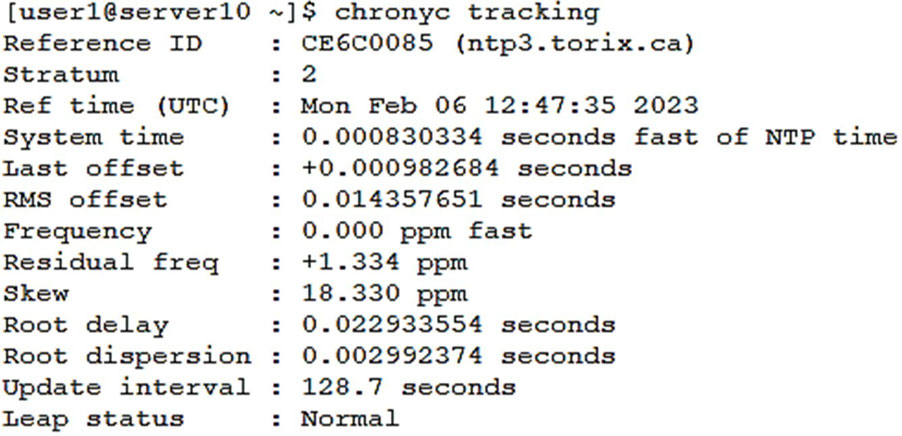 [user1@server10 ~]$ chronyc tracking
Reference ID    : CE6C0085 (ntp3.torix.ca)
Stratum         : 2
Ref time (UTC)  : Mon Feb 06 12:47:35 2023
System time     : 0.000830334 seconds fast of NTP time
Last offset     : +0.000982684 seconds
RMS offset      : 0.014357651 seconds
Frequency       : 0.000 ppm fast
Residual freq   : +1.334 ppm
Skew            : 18.330 ppm
Root delay      : 0.022933554 seconds
Root dispersion : 0.002992374 seconds
Update interval : 128.7 seconds
Leap status     : Normal